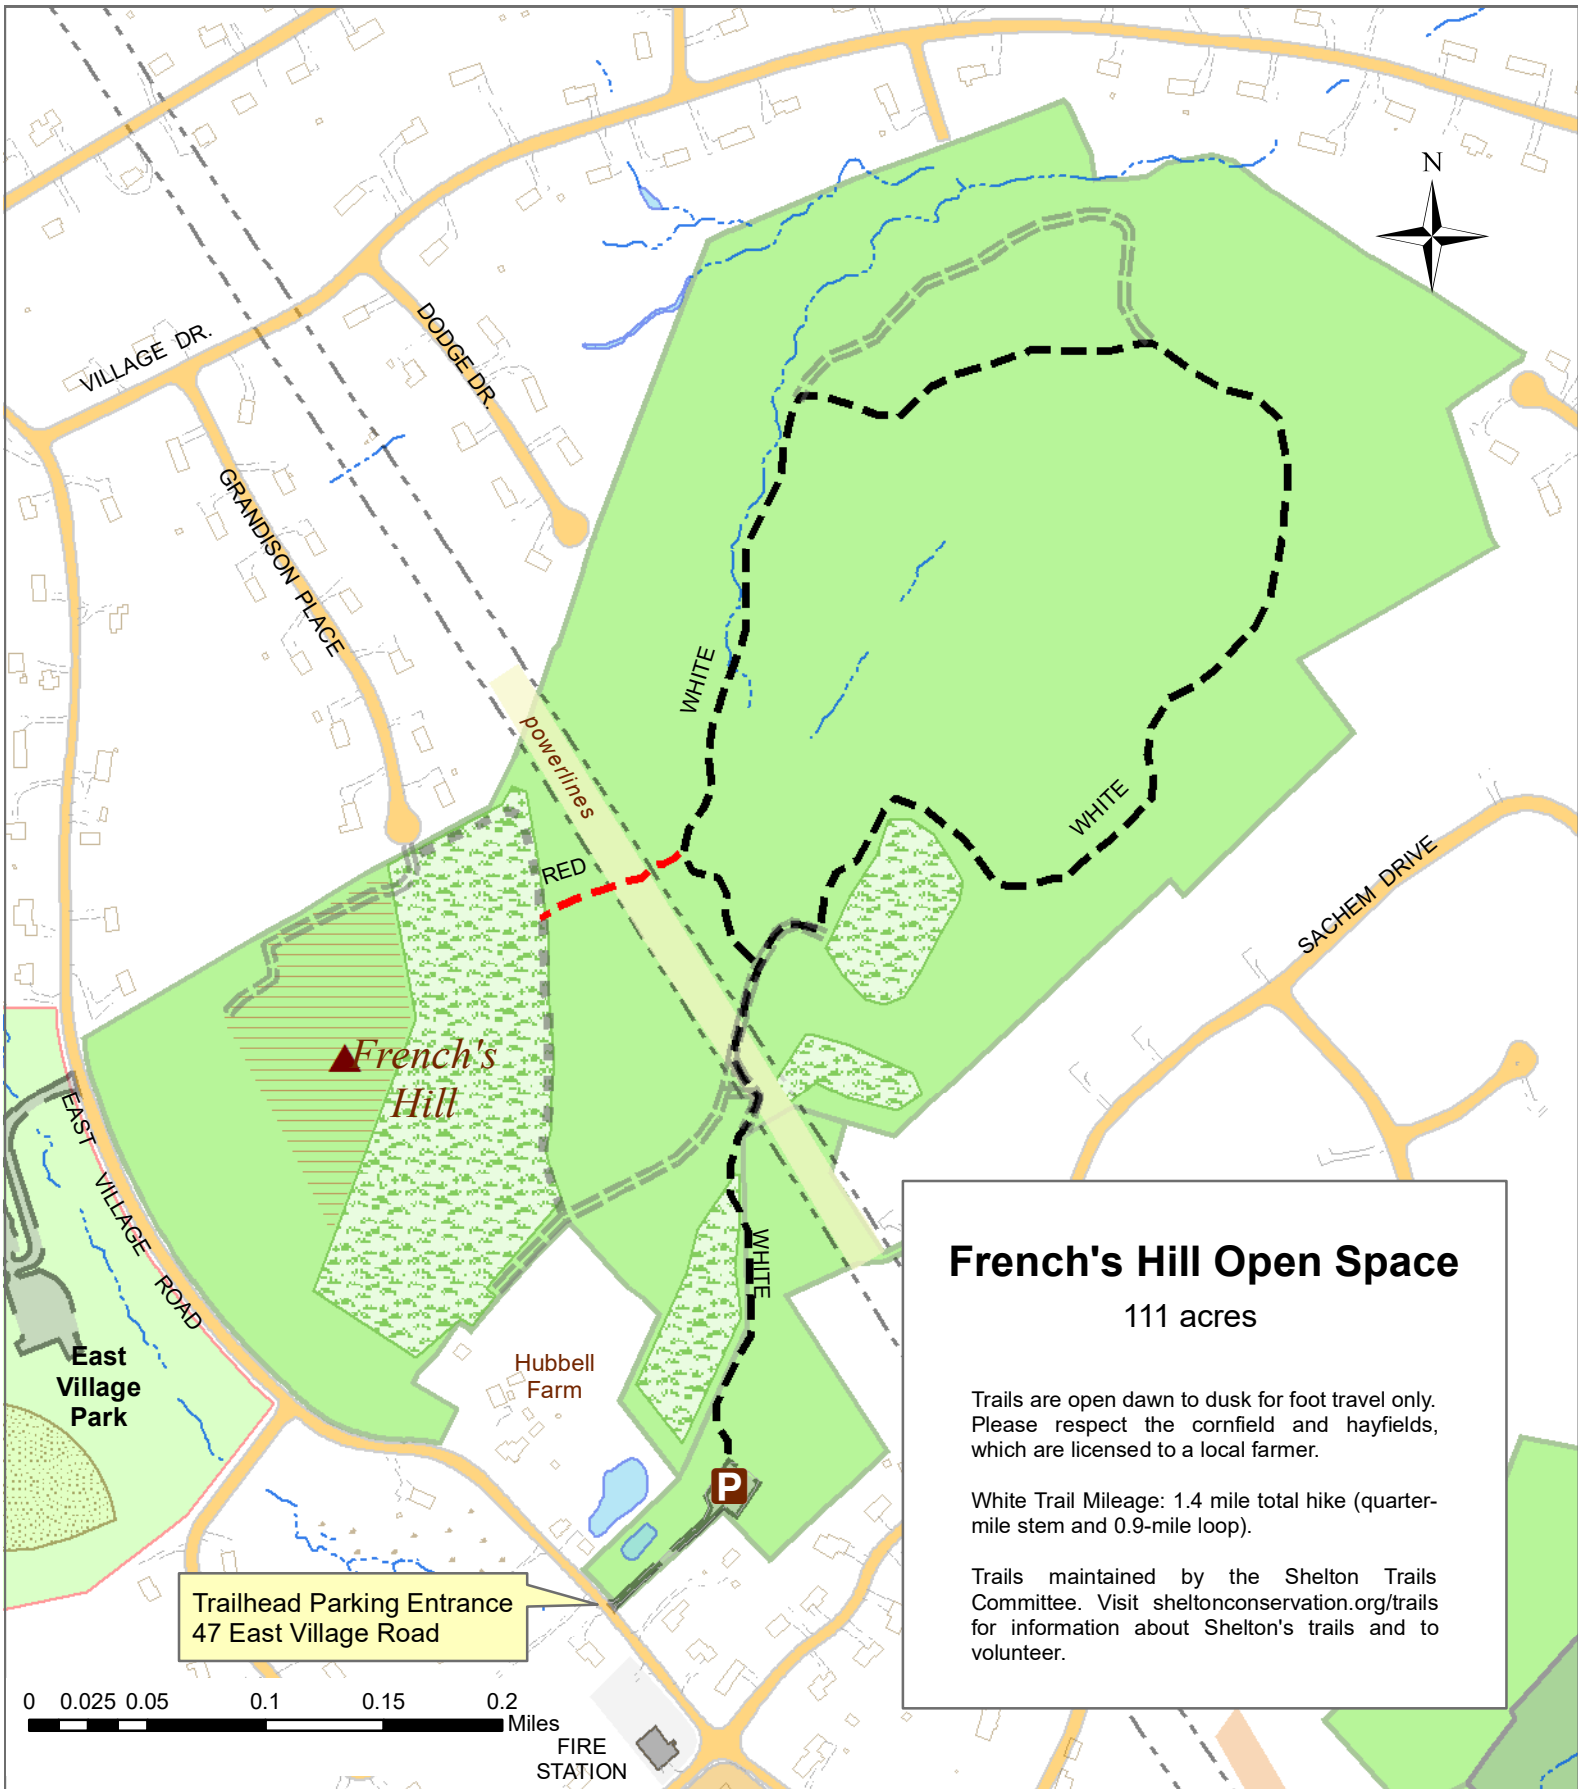 N
VILLAGE DR.
DODGE DR.
GRANDISON PLACE
WHITE
powerlines
RED
WHITE
SACHEM DRIVE
French's
Hill
EAST VILLAGE ROAD
WHITE
East
Village
Park
Hubbell
Farm
P
French's Hill Open Space
111 acres
Trails are open dawn to dusk for foot travel only.
Please respect the cornfield and hayfields,
which are licensed to a local farmer.
White Trail Mileage: 1.4 mile total hike (quarter-
mile stem and 0.9-mile loop).
Trails maintained by the Shelton Trails
Committee. Visit sheltonconservation.org/trails
for information about Shelton's trails and to
volunteer.
Trailhead Parking Entrance
47 East Village Road
0 0.025 0.05 0.1 0.15 0.2
Miles
FIRE
STATION